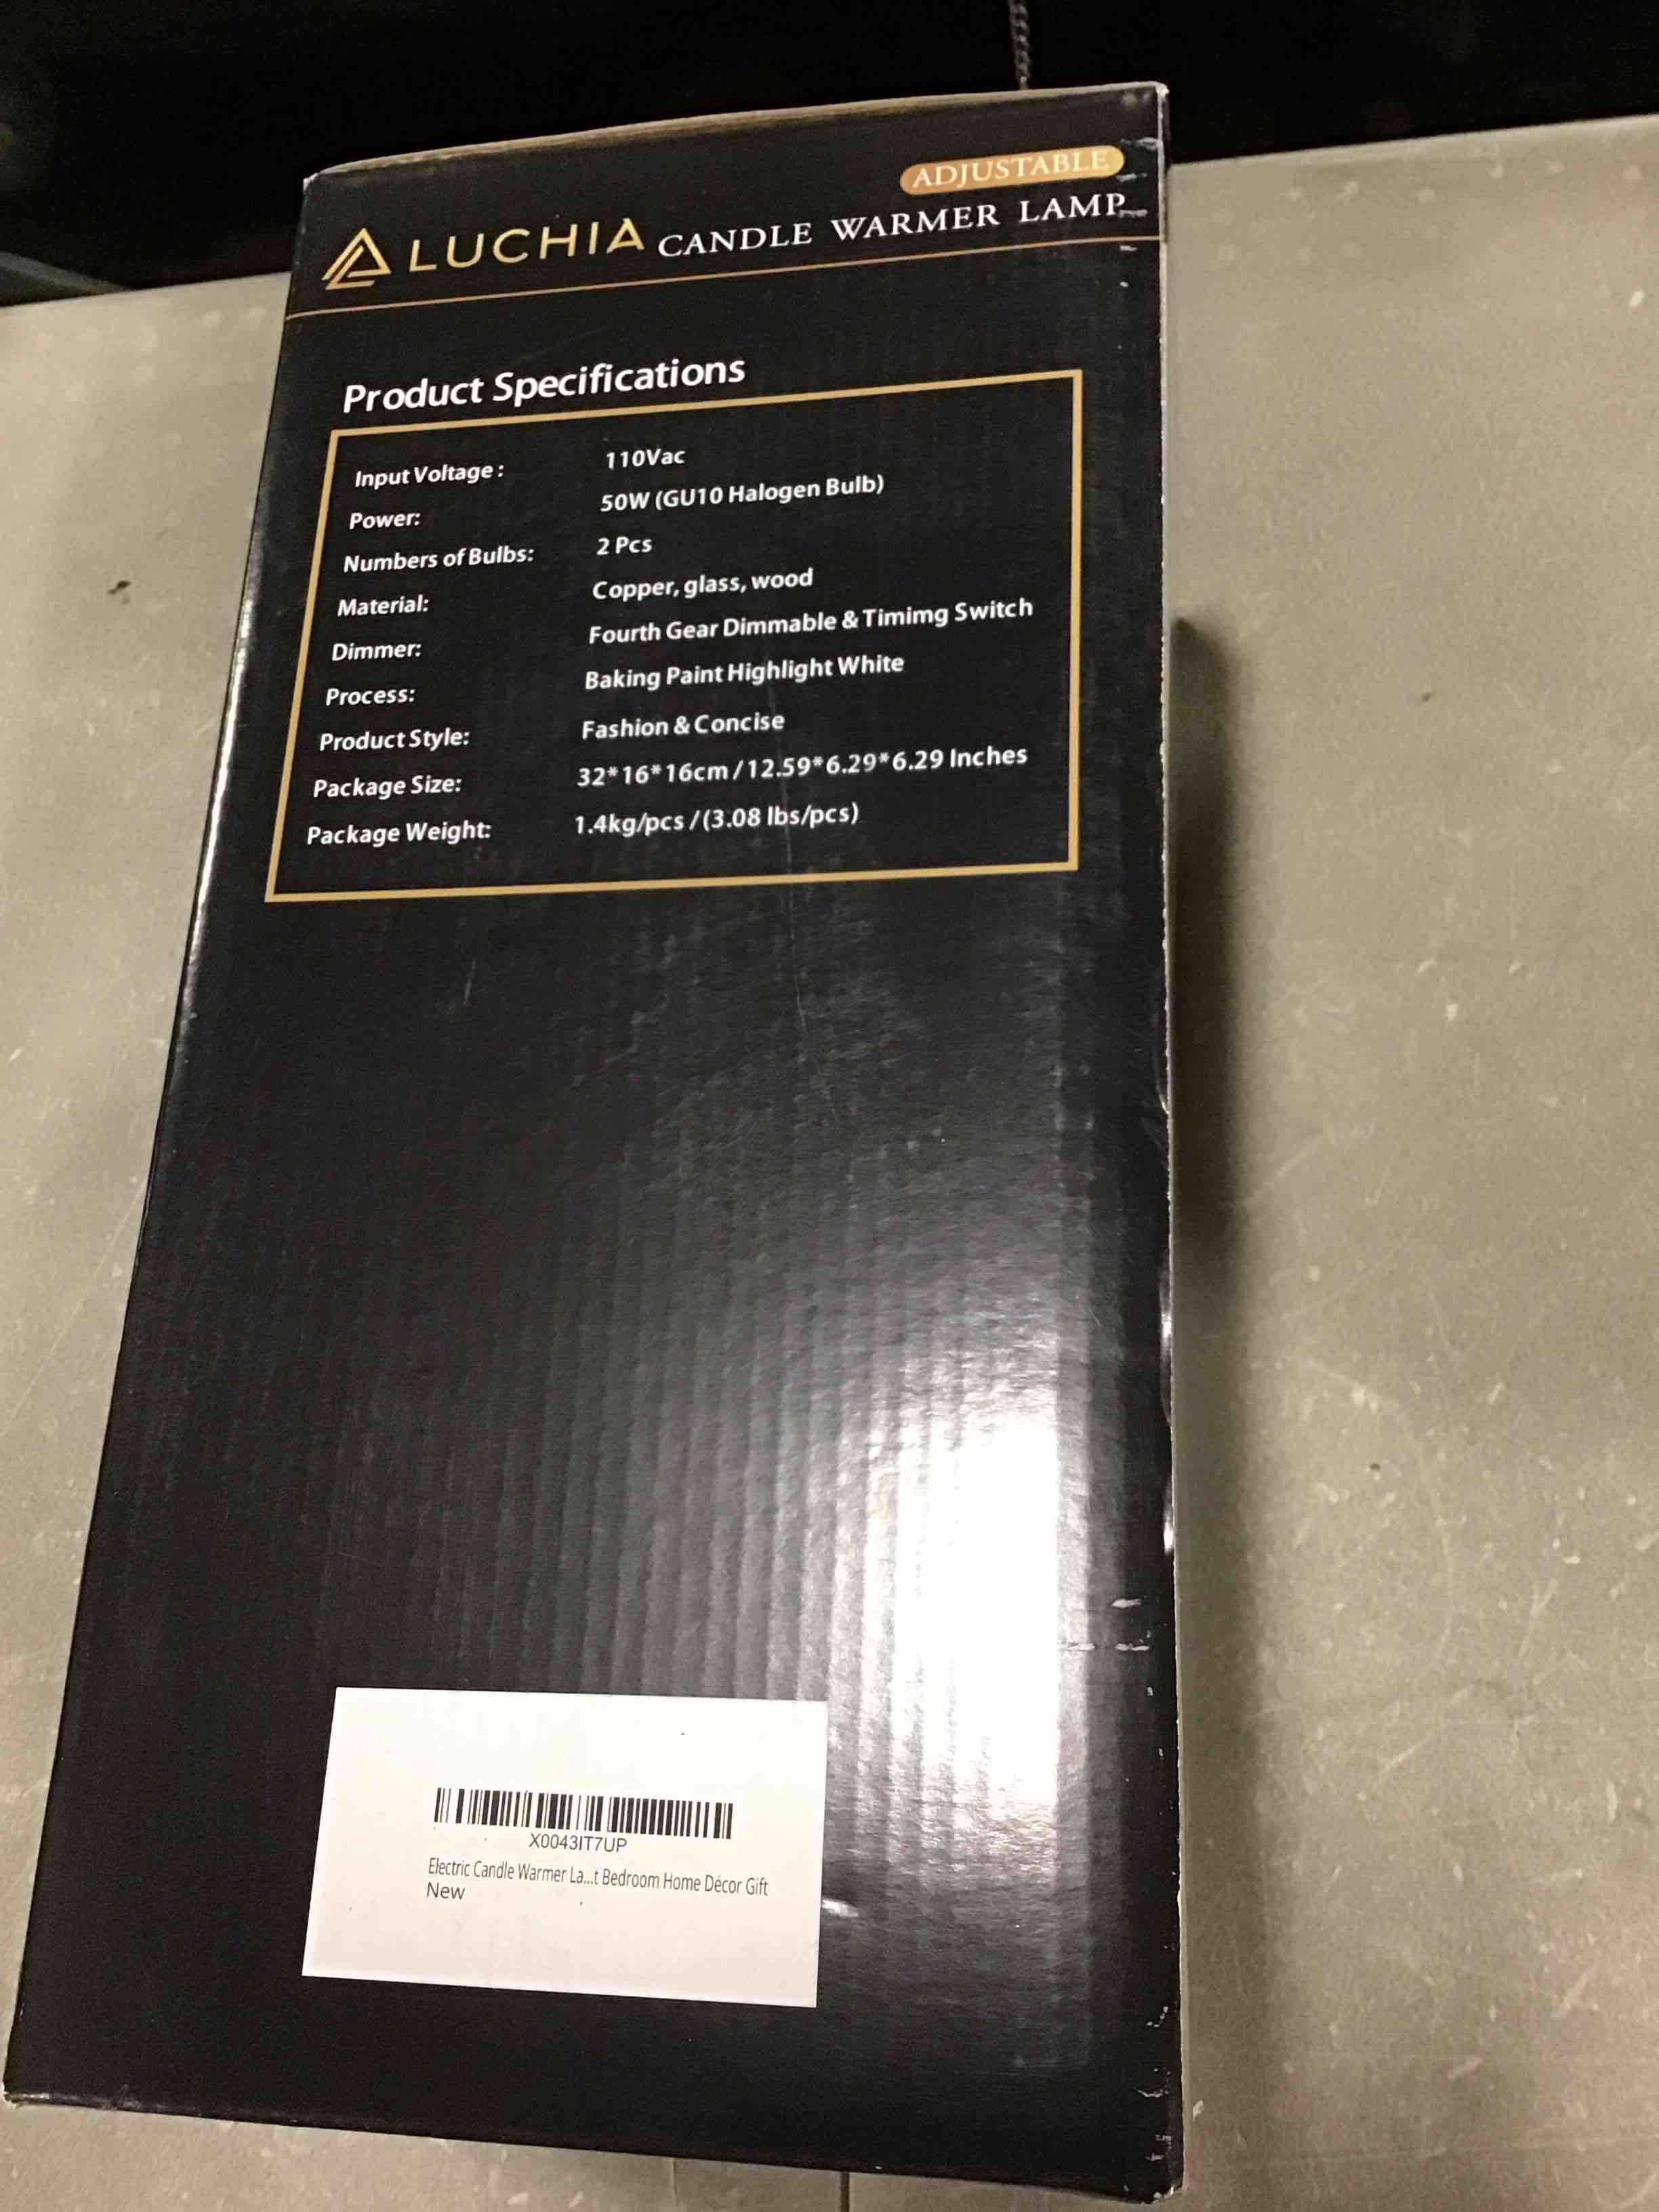 ADJUSTABLE
LUCHIA CANDLE WARMER LAMP
Product Specifications
Input Voltage : 110Vac
Power: 50W (GU10 Halogen Bulb)
Numbers of Bulbs: 2 Pcs
Material: Copper, glass, wood
Dimmer: Fourth Gear Dimmable & Timimg Switch
Process: Baking Paint Highlight White
Product Style: Fashion & Concise
Package Size: 32*16*16cm / 12.59*6.29*6.29 Inches
Package Weight: 1.4kg/pcs / (3.08 lbs/pcs)
X0043IT7UP
Electric Candle Warmer La...t Bedroom Home Décor Gift
New